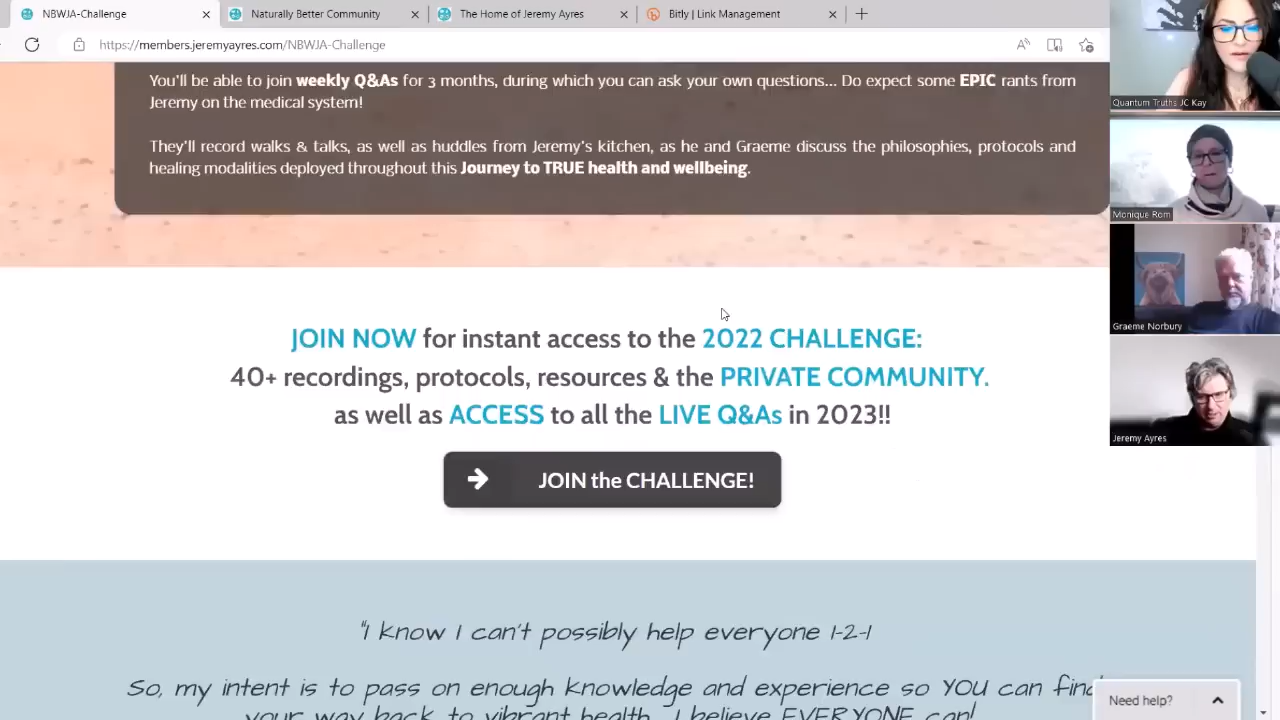 NBWJA-Challenge
Naturally Better Community
The Home of Jeremy Ayres
Bitly | Link Management
https://members.jeremyayres.com/NBWJA-Challenge
You'll be able to join weekly Q&As for 3 months, during which you can ask your own questions... Do expect some EPIC rants from
Jeremy on the medical system!
They'll record walks & talks, as well as huddles from Jeremy's kitchen, as he and Graeme discuss the philosophies, protocols and
healing modalities deployed throughout this Journey to TRUE health and wellbeing.
JOIN NOW for instant access to the 2022 CHALLENGE:
40+ recordings, protocols, resources & the PRIVATE COMMUNITY.
as well as ACCESS to all the LIVE Q&As in 2023!!
JOIN the CHALLENGE!
"I know I can't possibly help everyone 1-2-1
So, my intent is to pass on enough knowledge and experience so YOU can find
your way back to vibrant health. I believe EVERYONE can!
Need help?
Quantum Truths JC Kay
Monique Rom
Graeme Norbury
Jeremy Ayres